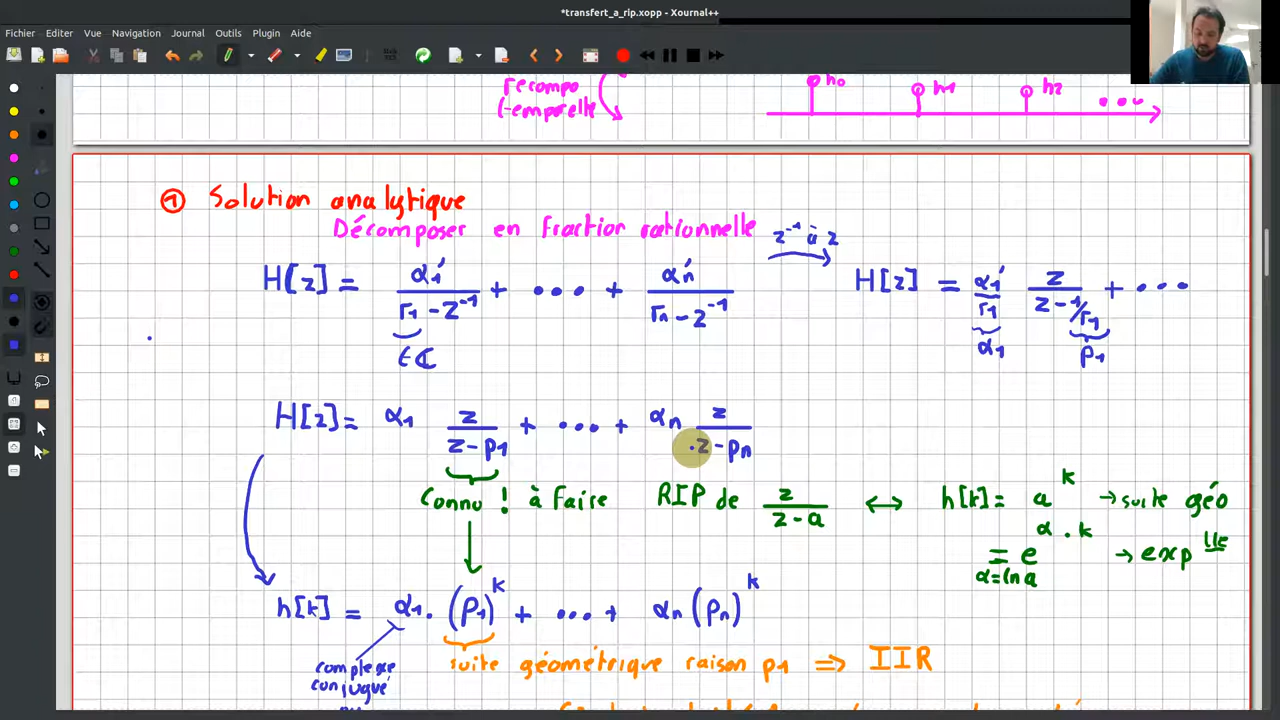 *transfert_a_rip.xopp - Xournal++
Fichier Editer Vue Navigation Journal Outils Plugin Aide
recompo
temporelle
h0 h1 h2 ...
① Solution analytique
Décomposer en fraction rationnelle
z⁻¹ à z
H[z] = α1' / (r1 - z⁻¹) + ... + αn' / (rn - z⁻¹)
H[z] = α1'/r1 z / (z - 1/r1) + ...
∈ ℂ
α1 p1
H[z] = α1 z / (z - p1) + ... + αn z / (z - pn)
Connu ! à faire RIP de z / (z - a) ↔ h[k] = a^k → suite géo
= e^(α.k) → exp lle
α = ln a
h[k] = α1 . (p1)^k + ... + αn (pn)^k
complexe
conjugué
suite géométrique raison p1 ⇒ IIR